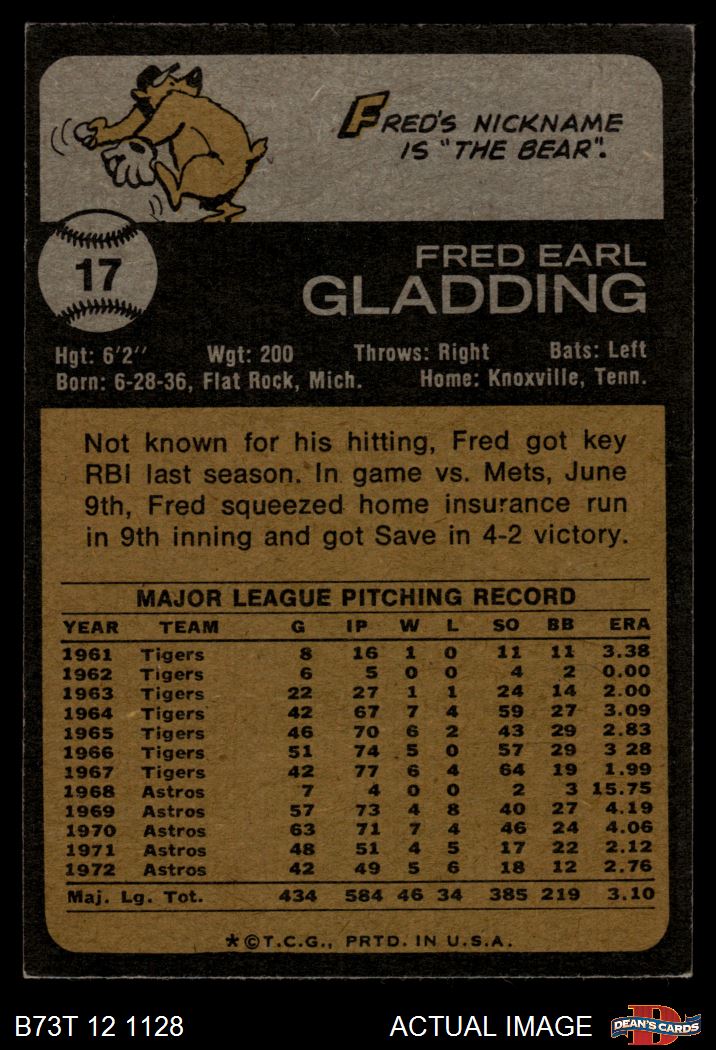 FRED'S NICKNAME
IS "THE BEAR".
17
FRED EARL
GLADDING
Hgt: 6'2" Wgt: 200 Throws: Right Bats: Left
Born: 6-28-36, Flat Rock, Mich. Home: Knoxville, Tenn.
Not known for his hitting, Fred got key
RBI last season. In game vs. Mets, June
9th, Fred squeezed home insurance run
in 9th inning and got Save in 4-2 victory.
MAJOR LEAGUE PITCHING RECORD
YEAR TEAM G IP W L SO BB ERA
1961 Tigers 8 16 1 0 11 11 3.38
1962 Tigers 6 5 0 0 4 2 0.00
1963 Tigers 22 27 1 1 24 14 2.00
1964 Tigers 42 67 7 4 59 27 3.09
1965 Tigers 46 70 6 2 43 29 2.83
1966 Tigers 51 74 5 0 57 29 3 28
1967 Tigers 42 77 6 4 64 19 1.99
1968 Astros 7 4 0 0 2 3 15.75
1969 Astros 57 73 4 8 40 27 4.19
1970 Astros 63 71 7 4 46 24 4.06
1971 Astros 48 51 4 5 17 22 2.12
1972 Astros 42 49 5 6 18 12 2.76
Maj. Lg. Tot. 434 584 46 34 385 219 3.10
*©T.C.G., PRTD. IN U.S.A.
B73T 12 1128 ACTUAL IMAGE DEAN'S CARDS